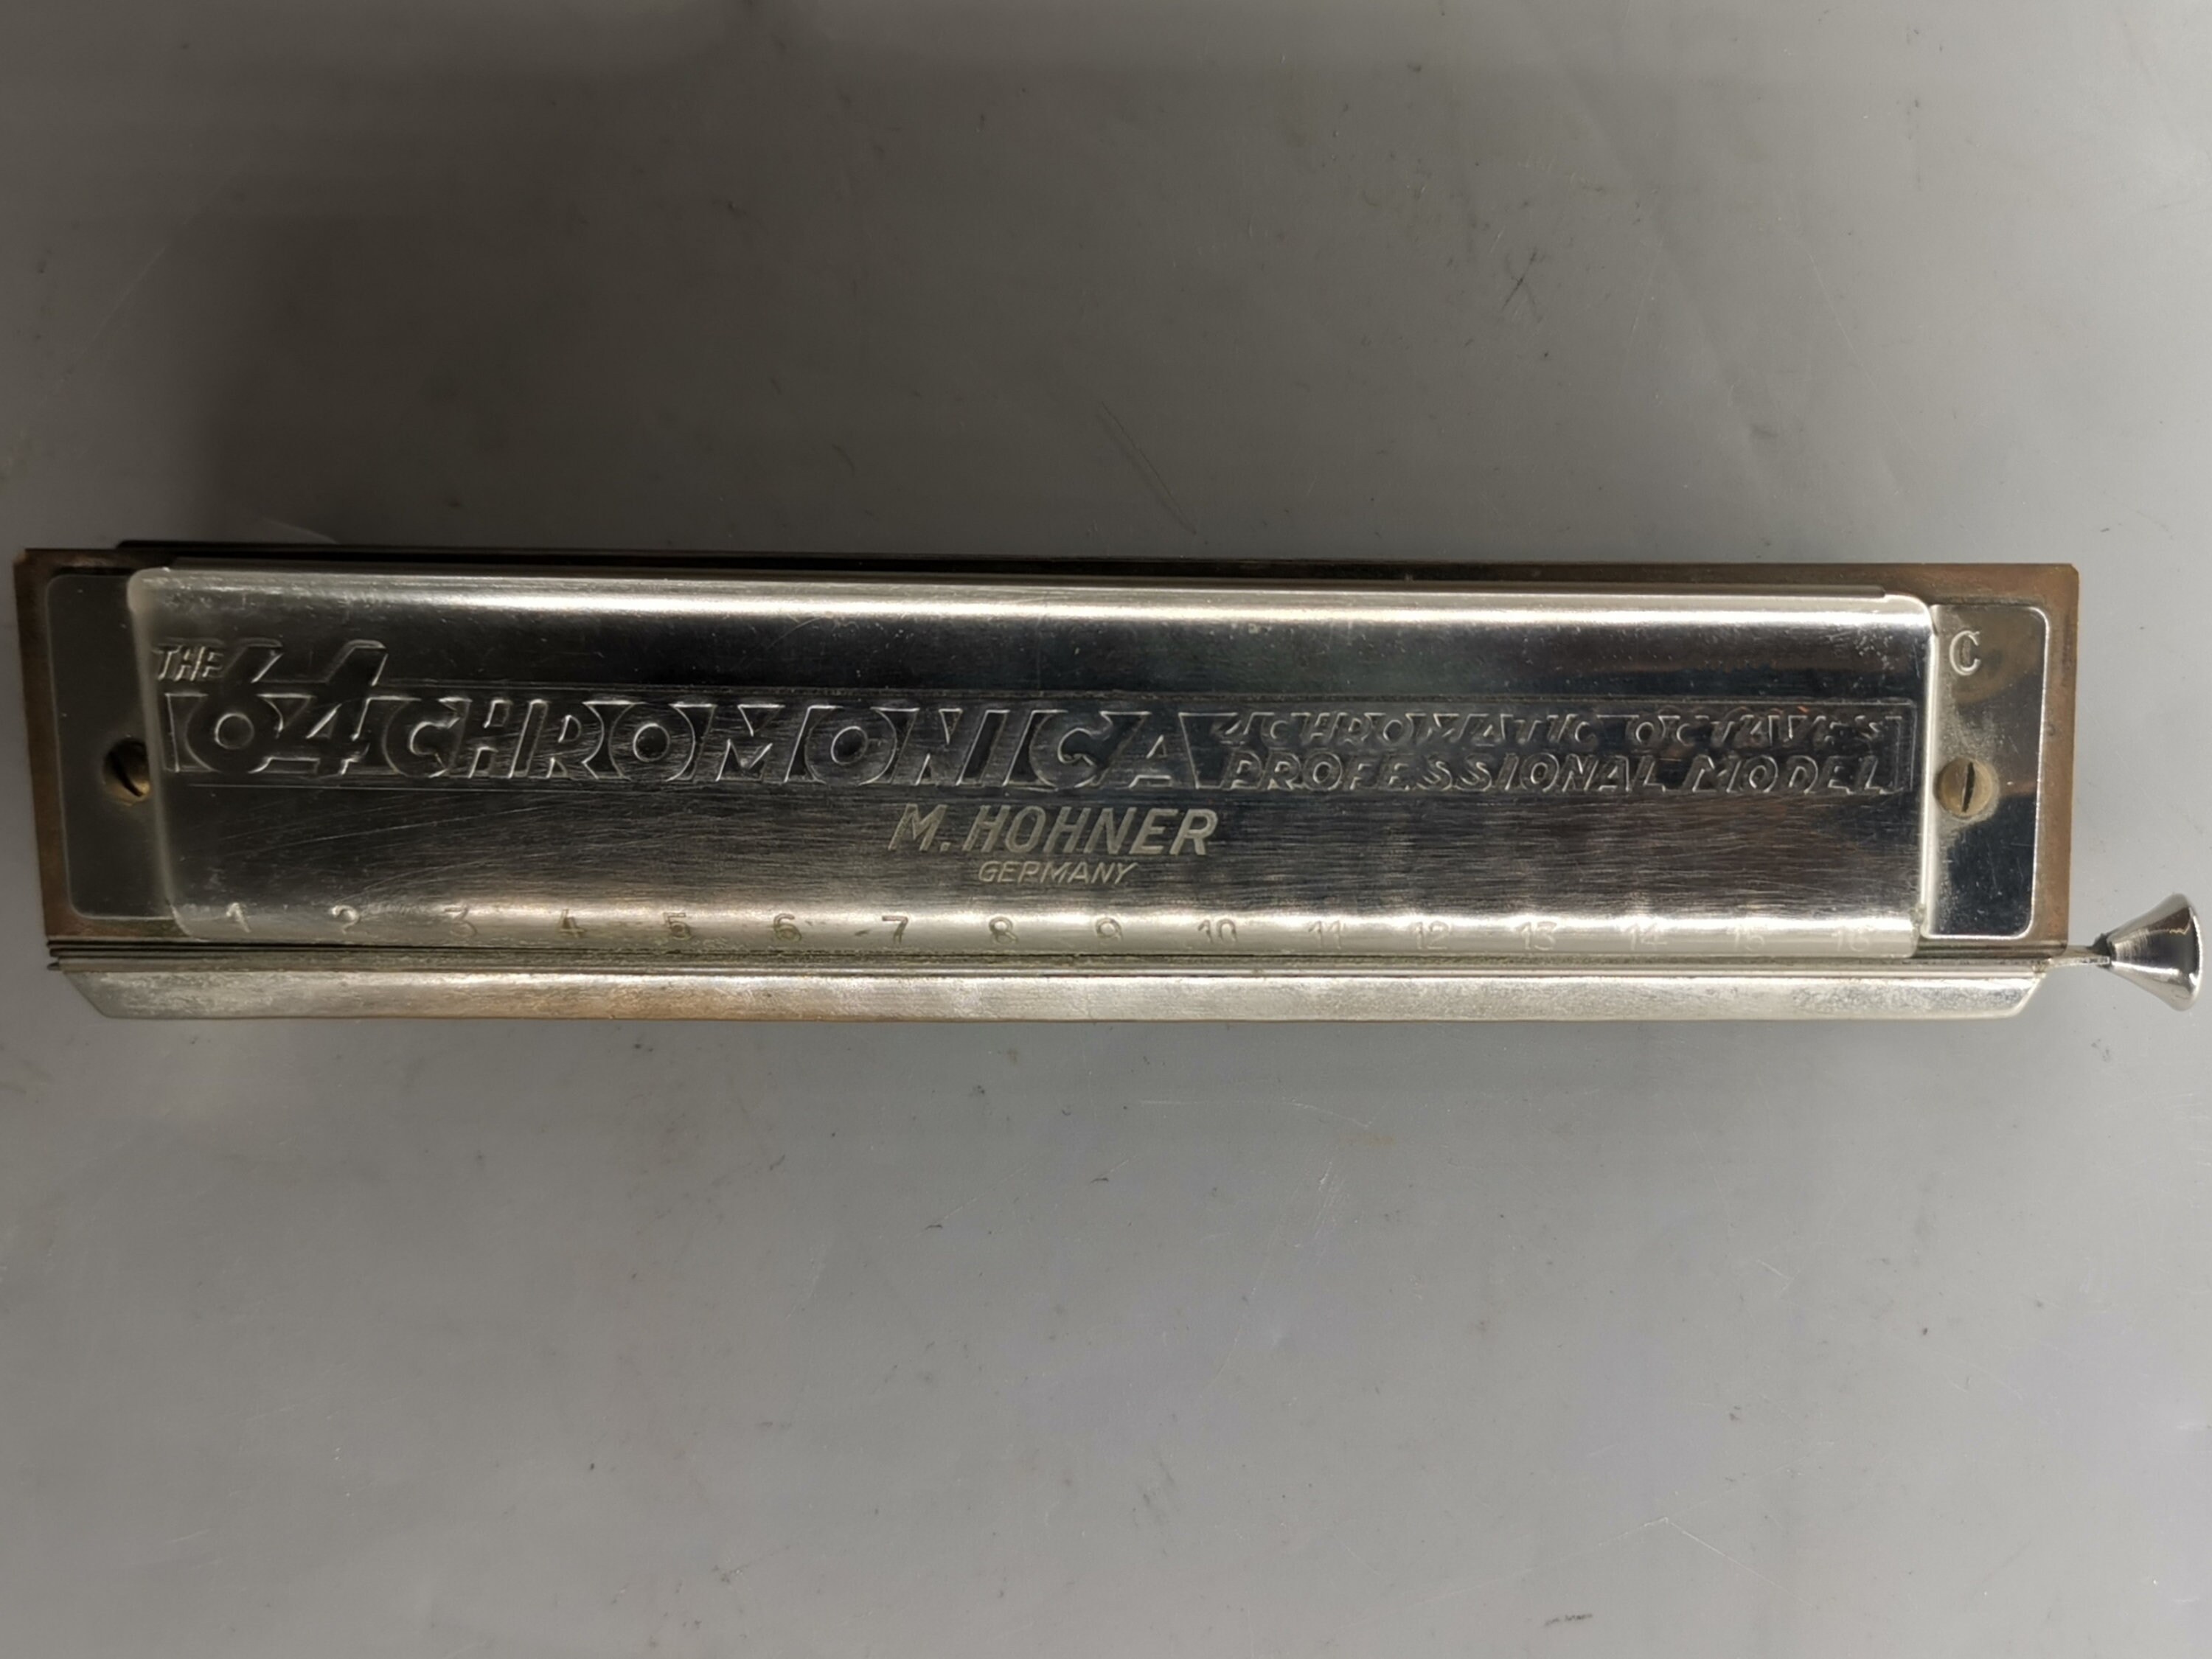 THE
64 CHROMONICA
4 CHROMATIC OCTAVES
PROFESSIONAL MODEL
C
M. HOHNER
GERMANY
1 2 3 4 5 6 7 8 9 10 11 12 13 14 15 16